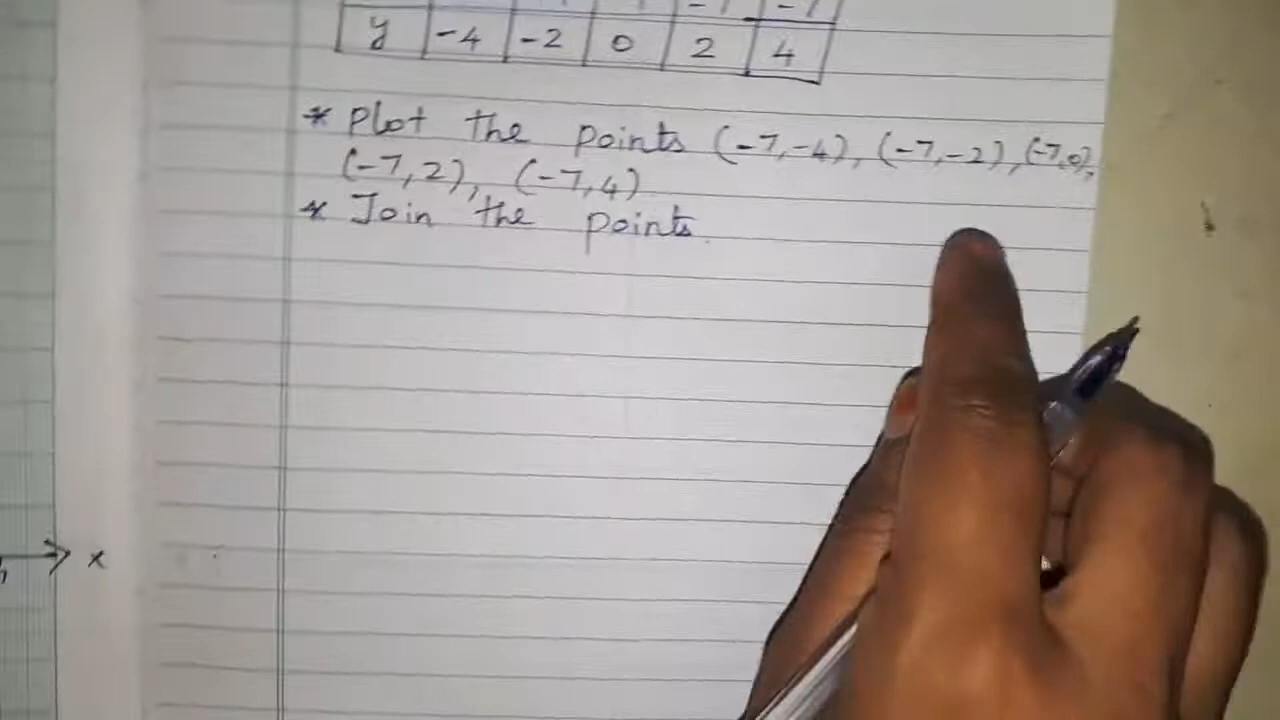 y -4 -2 0 2 4
* Plot the points (-7,-4), (-7,-2), (-7,0),
(-7,2), (-7,4)
* Join the points.
x